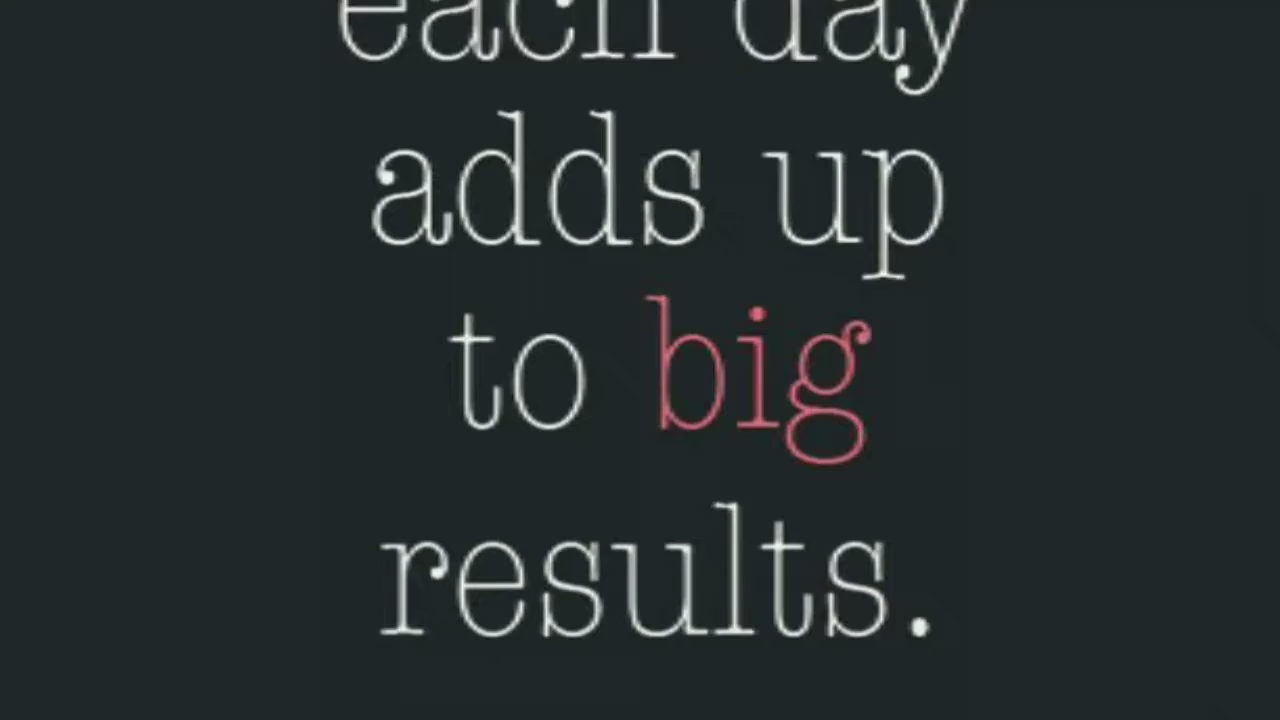 each day
adds up
to big
results.